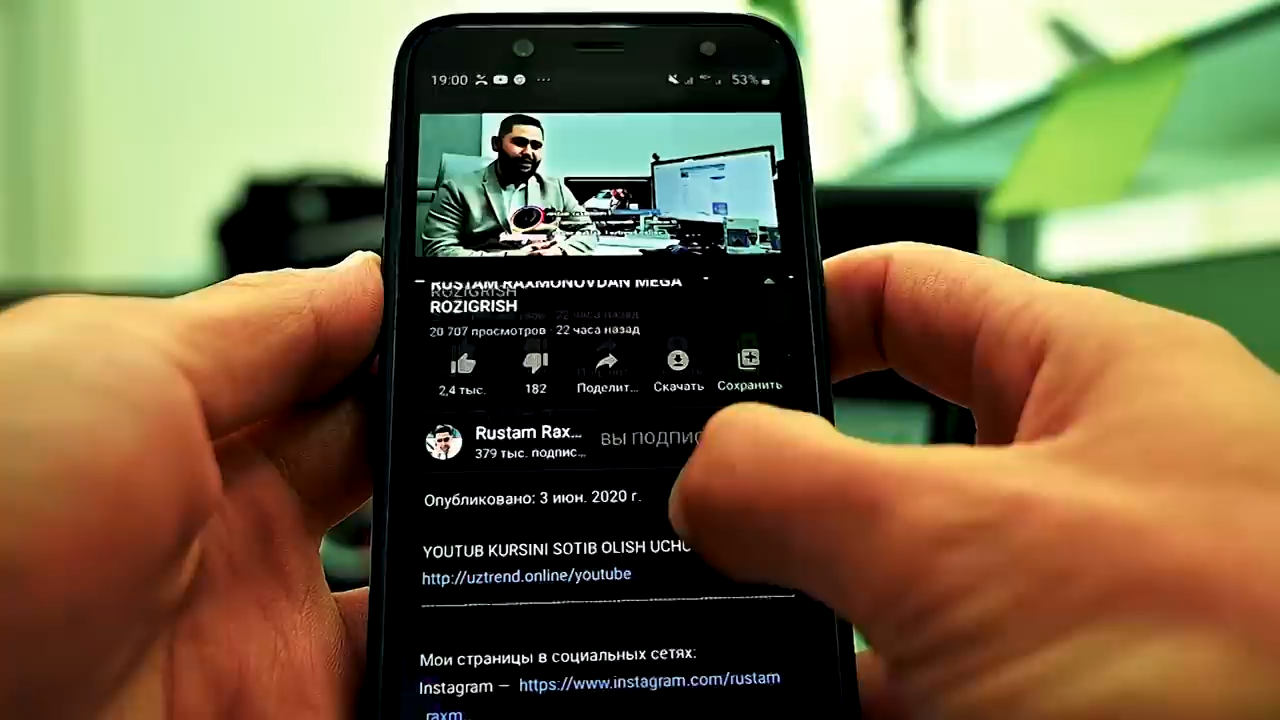 19:00
53%
RUSTAM RAXMONOVDAN MEGA
ROZIGRISH
20 707 просмотров · 22 часа назад
2,4 тыс.
182
Поделит...
Скачать
Сохранить
Rustam Rax...
ВЫ ПОДПИС
379 тыс. подпис...
Опубликовано: 3 июн. 2020 г.
YOUTUB KURSINI SOTIB OLISH UCHU
http://uztrend.online/youtube
Мои страницы в социальных сетях:
Instagram — https://www.instagram.com/rustam
raxm..